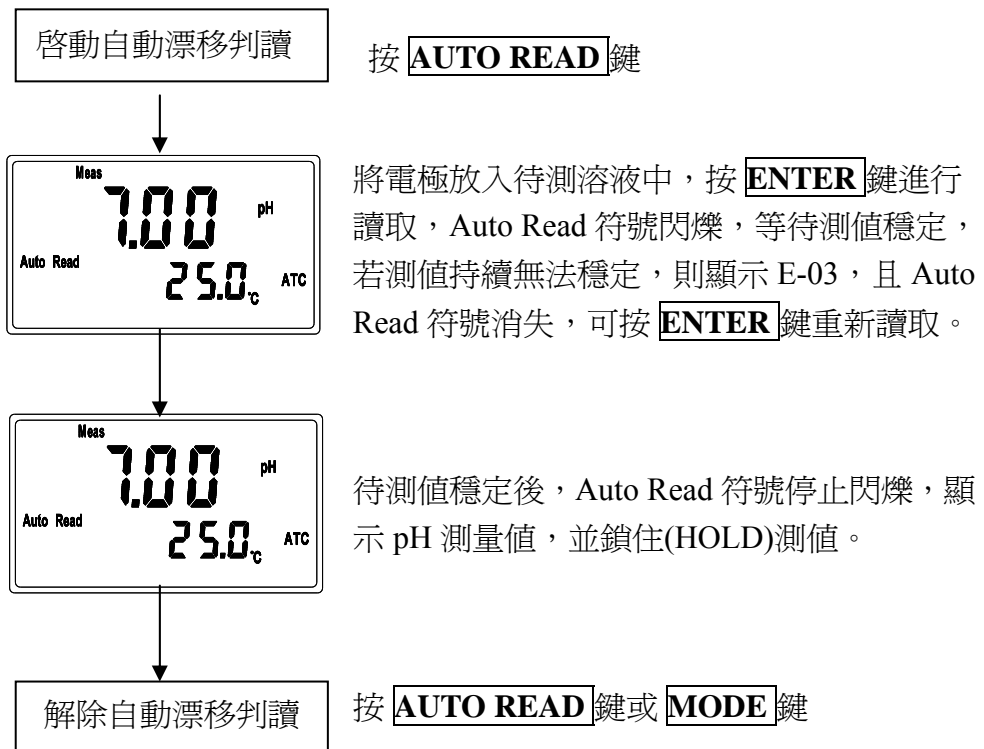 啓動自動漂移判讀
按 AUTO READ 鍵
Meas
7.00 pH
Auto Read
25.0 ℃ ATC
將電極放入待測溶液中，按 ENTER 鍵進行
讀取，Auto Read 符號閃爍，等待測值穩定，
若測值持續無法穩定，則顯示 E-03，且 Auto
Read 符號消失，可按 ENTER 鍵重新讀取。
Meas
7.00 pH
Auto Read
25.0 ℃ ATC
待測值穩定後，Auto Read 符號停止閃爍，顯
示 pH 測量值，並鎖住(HOLD)測值。
解除自動漂移判讀
按 AUTO READ 鍵或 MODE 鍵